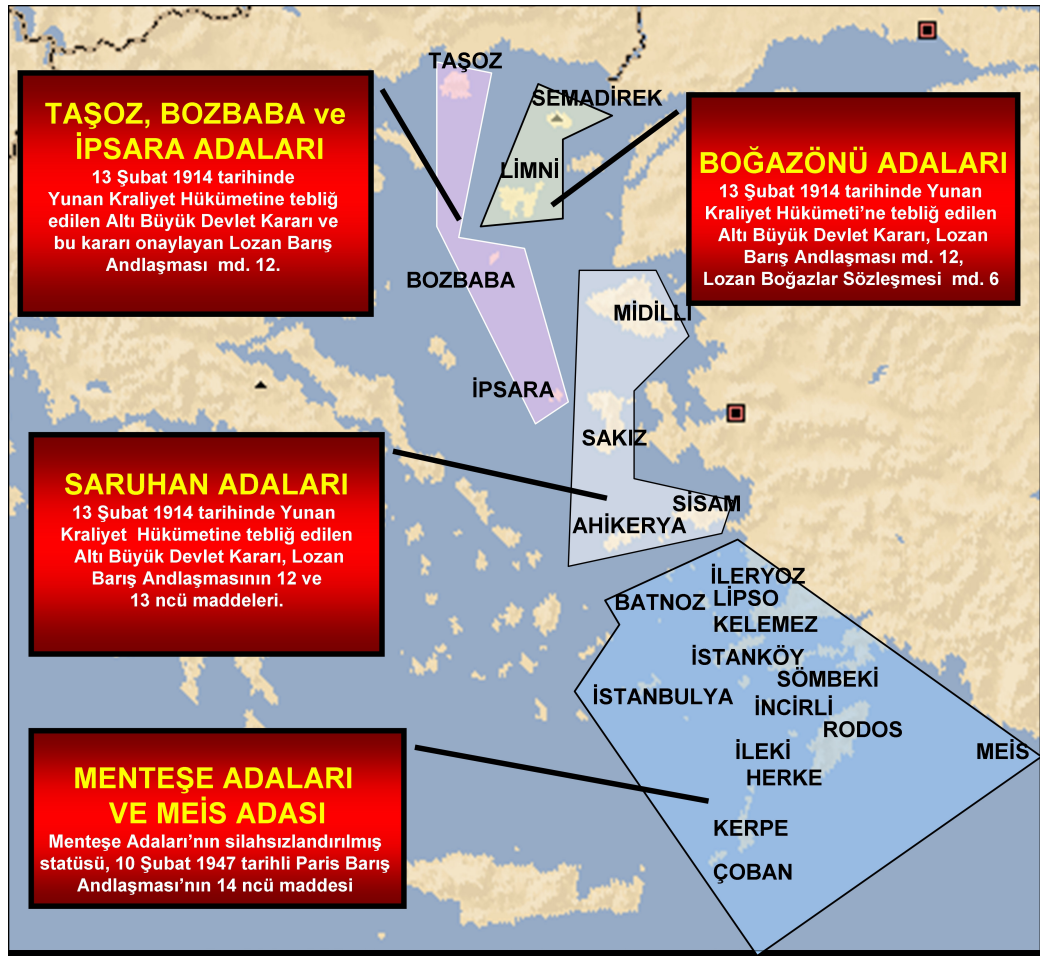 TAŞOZ
SEMADİREK
LİMNİ
TAŞOZ, BOZBABA ve
İPSARA ADALARI
13 Şubat 1914 tarihinde
Yunan Kraliyet Hükümetine tebliğ
edilen Altı Büyük Devlet Kararı ve
bu kararı onaylayan Lozan Barış
Andlaşması md. 12.
BOĞAZÖNÜ ADALARI
13 Şubat 1914 tarihinde Yunan
Kraliyet Hükümeti’ne tebliğ edilen
Altı Büyük Devlet Kararı, Lozan
Barış Andlaşması md. 12,
Lozan Boğazlar Sözleşmesi md. 6
BOZBABA
MİDİLLİ
İPSARA
SAKIZ
SİSAM
AHİKERYA
SARUHAN ADALARI
13 Şubat 1914 tarihinde Yunan
Kraliyet Hükümetine tebliğ edilen
Altı Büyük Devlet Kararı, Lozan
Barış Andlaşmasının 12 ve
13 ncü maddeleri.
İLERYOZ
BATNOZ
LİPSO
KELEMEZ
İSTANKÖY
SÖMBEKİ
İSTANBULYA
İNCİRLİ
RODOS
İLEKİ
MEİS
HERKE
KERPE
ÇOBAN
MENTEŞE ADALARI
VE MEİS ADASI
Menteşe Adaları’nın silahsızlandırılmış
statüsü, 10 Şubat 1947 tarihli Paris Barış
Andlaşması’nın 14 ncü maddesi